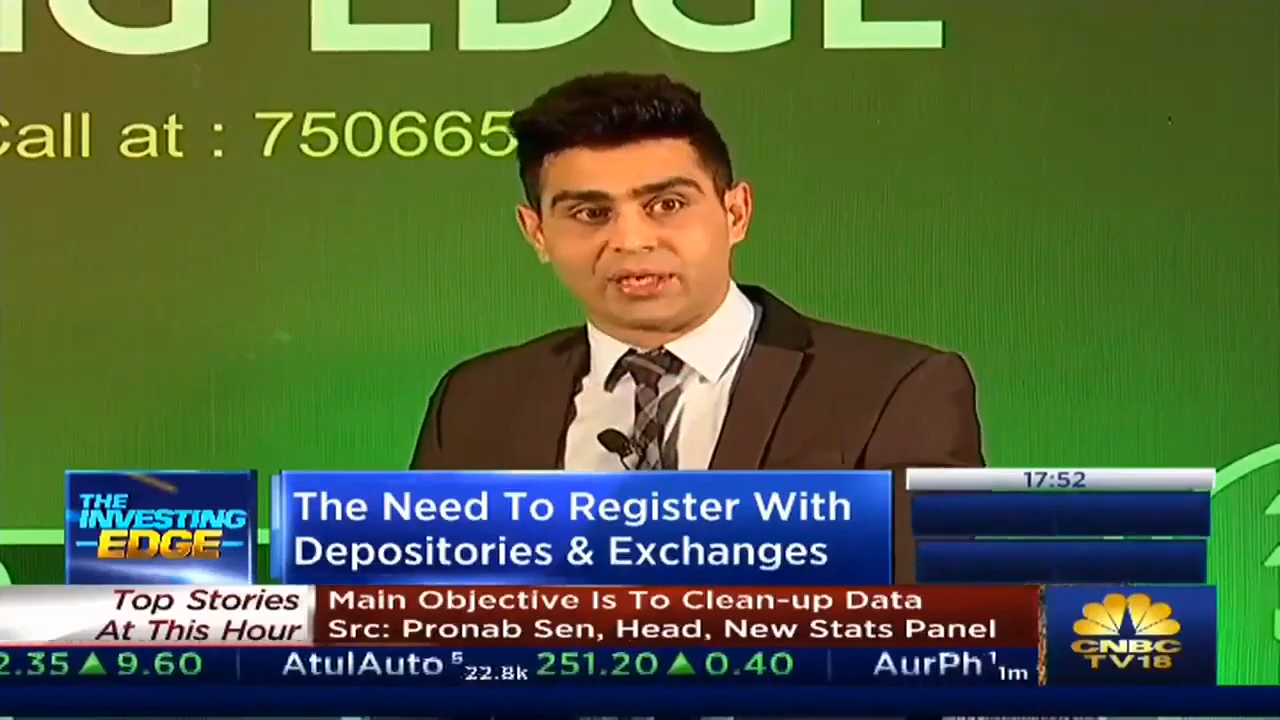 NG EDGE
Call at : 750665
17:52
THE
INVESTING
EDGE
The Need To Register With
Depositories & Exchanges
Top Stories
At This Hour
Main Objective Is To Clean-up Data
Src: Pronab Sen, Head, New Stats Panel
CNBC
TV18
2.35 ▲ 9.60 AtulAuto 5 22.8k 251.20 ▲ 0.40 AurPh 1 1m